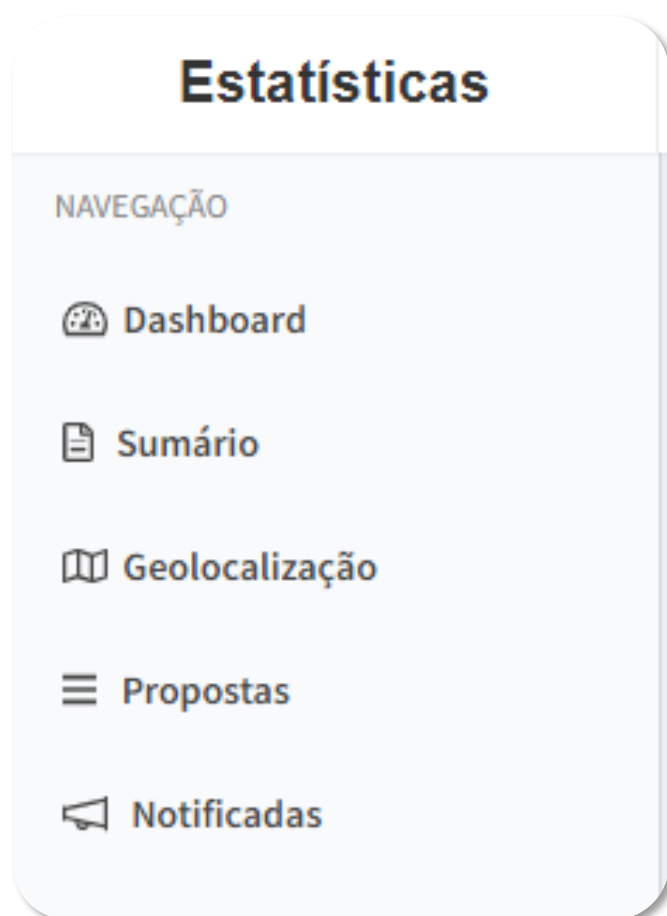 Estatísticas
NAVEGAÇÃO
Dashboard
Sumário
Geolocalização
Propostas
Notificadas